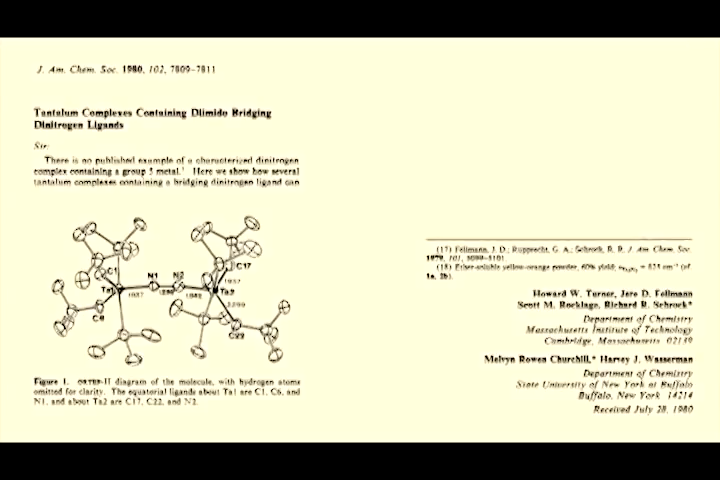 J. Am. Chem. Soc. 1980, 102, 7809-7811
Tantalum Complexes Containing Diimido Bridging
Dinitrogen Ligands
Sir:
There is no published example of a characterized dinitrogen
complex containing a group 5 metal.¹ Here we show how several
tantalum complexes containing a bridging dinitrogen ligand can
C1
Ta1
N1
N2
C17
Ta2
C6
C22
Figure 1. ORTEP-II diagram of the molecule, with hydrogen atoms
omitted for clarity. The equatorial ligands about Ta1 are C1, C6, and
N1, and about Ta2 are C17, C22, and N2.
(17) Fellmann, J. D.; Rupprecht, G. A.; Schrock, R. R. J. Am. Chem. Soc.
1979, 101,
(18) Ether-soluble yellow-orange powder, 60% yield; cm⁻¹ (cf.
1a, 2b).
Howard W. Turner, Jere D. Fellmann
Scott M. Rocklage, Richard R. Schrock*
Department of Chemistry
Massachusetts Institute of Technology
Cambridge, Massachusetts 02139
Melvyn Rowen Churchill,* Harvey J. Wasserman
Department of Chemistry
State University of New York at Buffalo
Buffalo, New York 14214
Received July 28, 1980